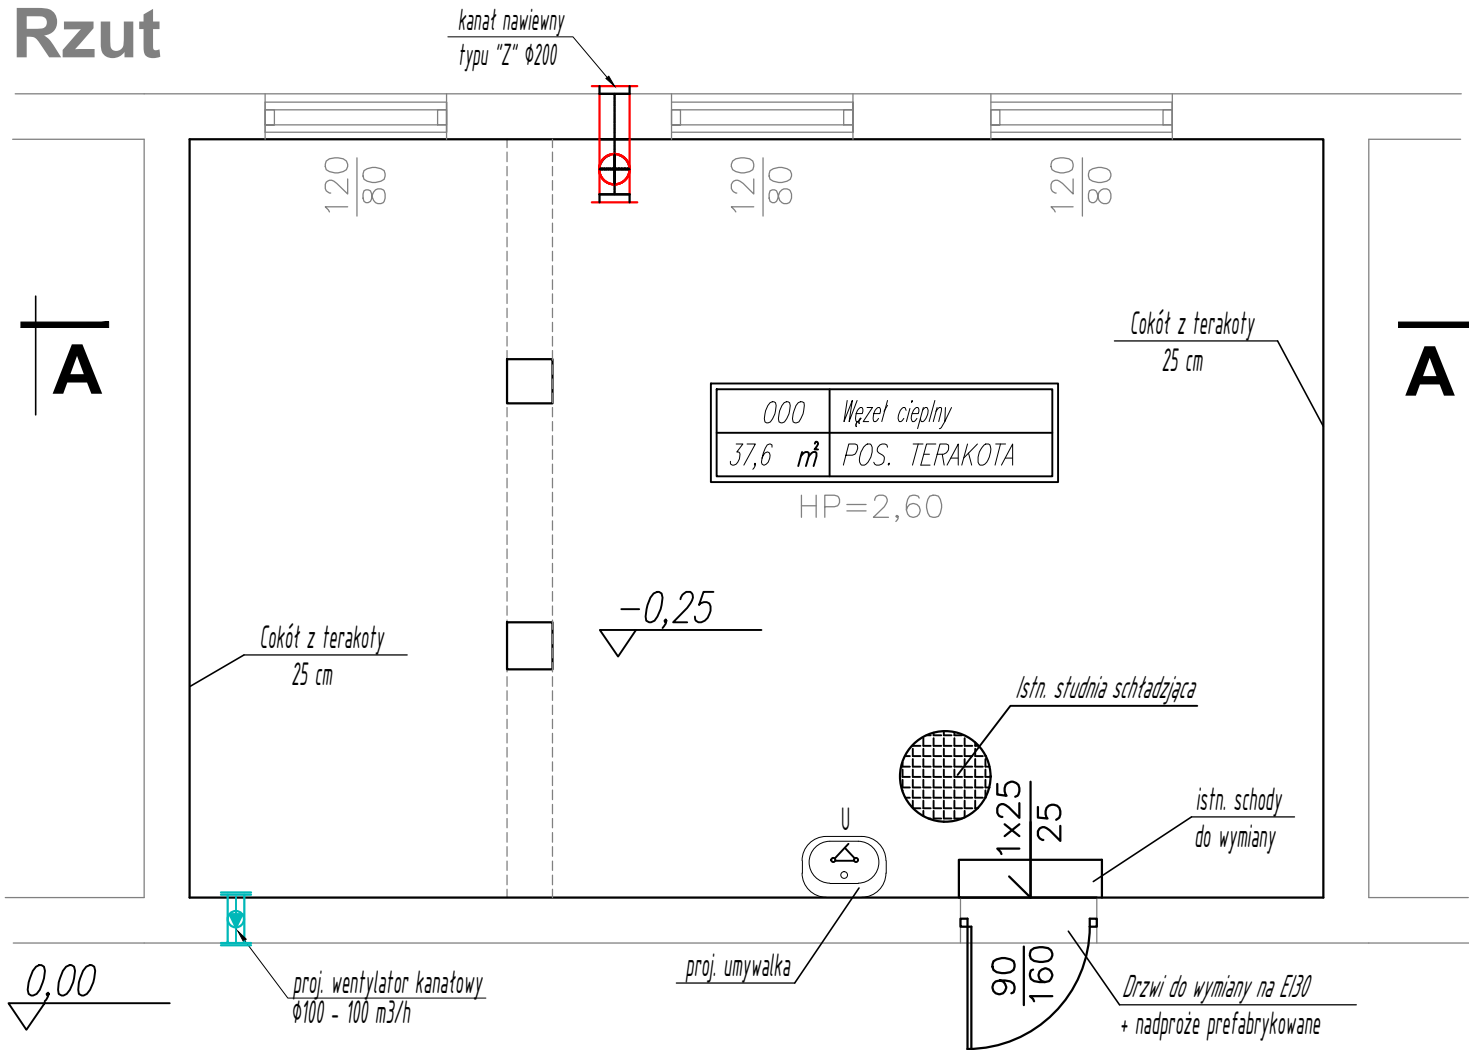 Rzut
kanał nawiewny
typu "Z" ϕ200
120
80
120
80
120
80
A
Cokół z terakoty
25 cm
A
000 Węzeł cieplny
37,6 m² POS. TERAKOTA
HP=2,60
-0,25
Cokół z terakoty
25 cm
Istn. studnia schładzjąca
1x25
25
istn. schody
do wymiany
U
proj. umywalka
90
160
0,00
proj. wentylator kanałowy
ϕ100 - 100 m3/h
Drzwi do wymiany na EI30
+ nadproże prefabrykowane